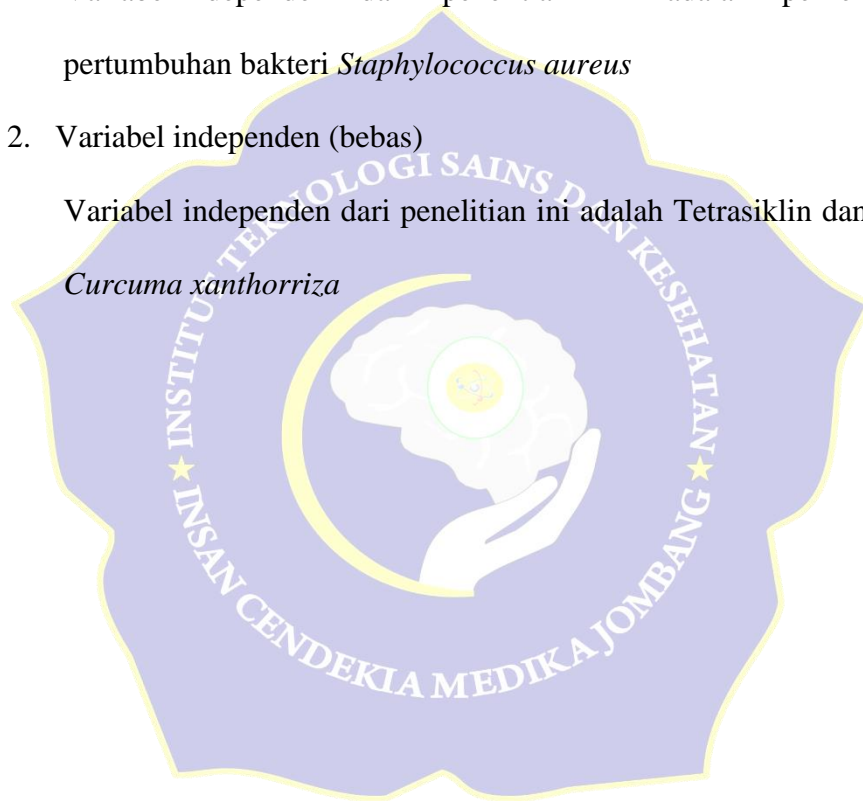 pertumbuhan bakteri Staphylococcus aureus
2. Variabel independen (bebas)
Variabel independen dari penelitian ini adalah Tetrasiklin dan
Curcuma xanthorriza
INSTITUT TEKNOLOGI SAINS DAN KESEHATAN
INSAN CENDEKIA MEDIKA JOMBANG